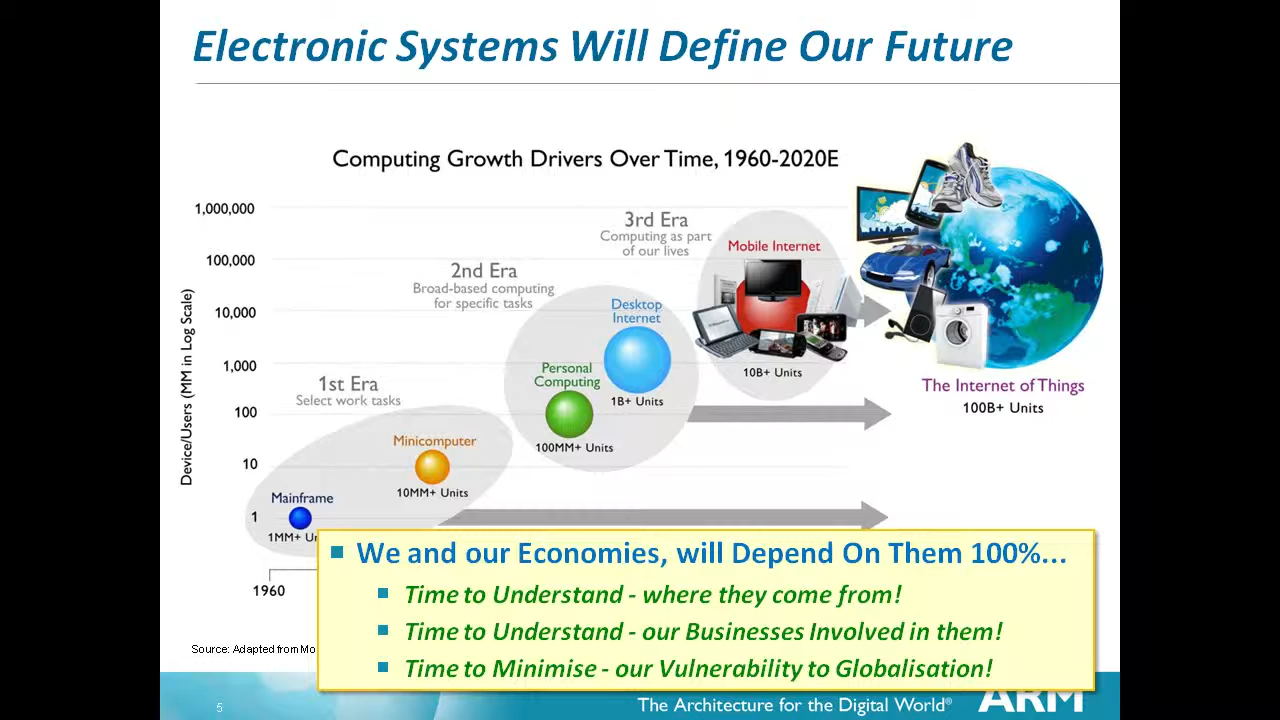 Electronic Systems Will Define Our Future
Computing Growth Drivers Over Time, 1960-2020E
Device/Users (MM in Log Scale)
1,000,000
100,000
10,000
1,000
100
10
1
1st Era
Select work tasks
Mainframe
1MM+
Minicomputer
10MM+ Units
2nd Era
Broad-based computing
for specific tasks
Personal
Computing
100MM+ Units
Desktop
Internet
1B+ Units
3rd Era
Computing as part
of our lives
Mobile Internet
10B+ Units
The Internet of Things
100B+ Units
1960
We and our Economies, will Depend On Them 100%...
Time to Understand - where they come from!
Time to Understand - our Businesses Involved in them!
Time to Minimise - our Vulnerability to Globalisation!
Source: Adapted from
5
The Architecture for the Digital World®
ARM